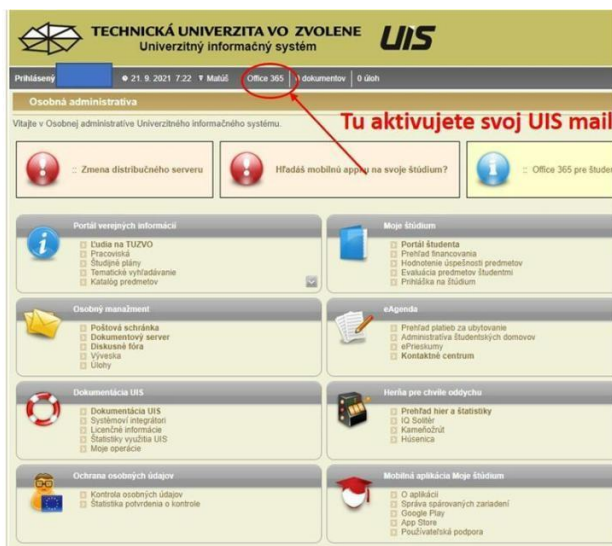 TECHNICKÁ UNIVERZITA VO ZVOLENE
Univerzitný informačný systém
UIS
Prihlásený 21. 9. 2021 7:22 Matúš Office 365 dokumentov 0 úloh
Osobná administratíva
Vitajte v Osobnej administratíve Univerzitného informačného systému.
Tu aktivujete svoj UIS mail
:: Zmena distribučného serveru
Hľadáš mobilnú appku na svoje štúdium?
:: Office 365 pre štude
Portál verejných informácií
Ľudia na TUZVO
Pracoviská
Študijné plány
Tematické vyhľadávanie
Katalóg predmetov
Moje štúdium
Portál študenta
Prehľad financovania
Hodnotenie úspešnosti predmetov
Evaluácia predmetov študentmi
Prihláška na štúdium
Osobný manažment
Poštová schránka
Dokumentový server
Diskusné fóra
Výveska
Úlohy
eAgenda
Prehľad platieb za ubytovanie
Administratíva študentských domovov
ePrieskumy
Kontaktné centrum
Dokumentácia UIS
Dokumentácia UIS
Systémoví integrátori
Licenčné informácie
Štatistiky využitia UIS
Moje operácie
Herňa pre chvíle oddychu
Prehľad hier a štatistiky
IQ Solitér
Kameňožrút
Húsenica
Ochrana osobných údajov
Kontrola osobných údajov
Štatistika potvrdenia o kontrole
Mobilná aplikácia Moje štúdium
O aplikácii
Správa spárovaných zariadení
Google Play
App Store
Používateľská podpora